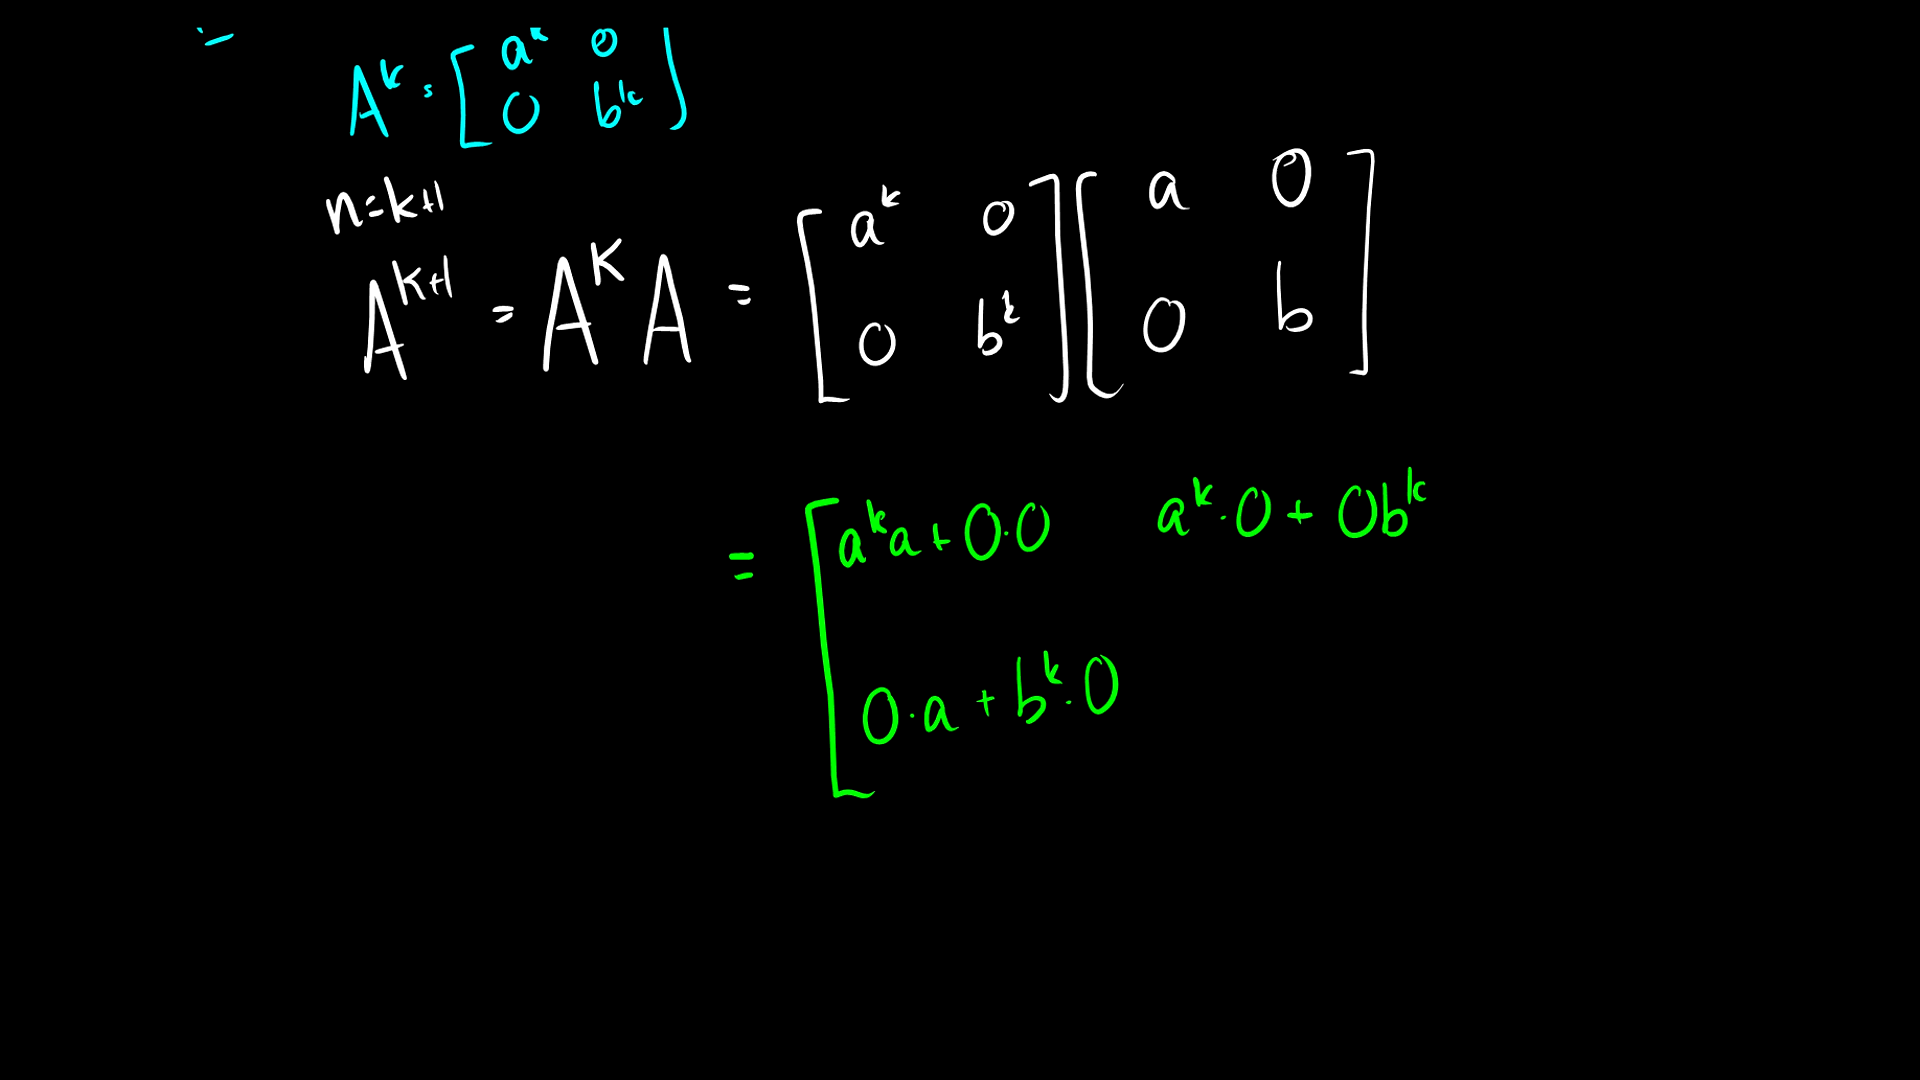 A^k = [ a^k 0
0 b^k ]
n=k+1
A^{k+1} = A^K A = [ a^k 0 ] [ a 0 ]
[ 0 b^k ] [ 0 b ]
= [ a^k a + 0·0 a^k·0 + 0b^k
0·a + b^k·0